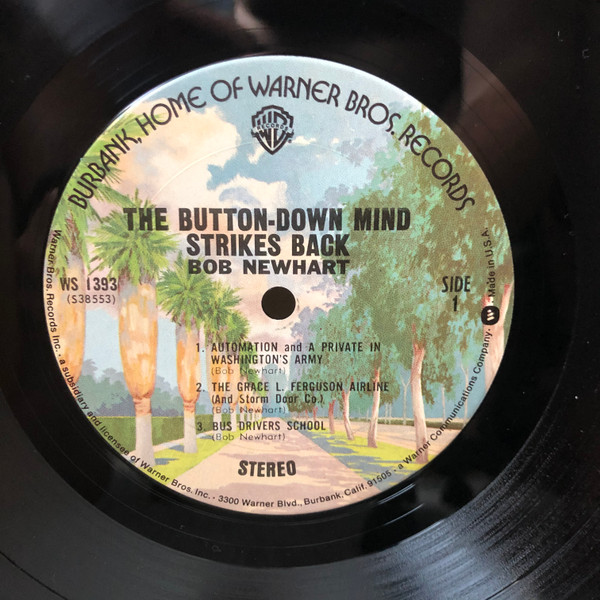 BURBANK, HOME OF WARNER BROS. RECORDS
RECORDS
THE BUTTON-DOWN MIND
STRIKES BACK
BOB NEWHART
WS 1393
(S38553)
SIDE
1
1. AUTOMATION and A PRIVATE IN
WASHINGTON'S ARMY
(Bob Newhart)
2. THE GRACE L. FERGUSON AIRLINE
(And Storm Door Co.)
(Bob Newhart)
3. BUS DRIVERS SCHOOL
(Bob Newhart)
STEREO
Warner Bros. Records Inc. • a subsidiary and licensee of Warner Bros. Inc. • 3300 Warner Blvd., Burbank, Calif. 91505 • a Warner Communications Company. • Made in U.S.A.